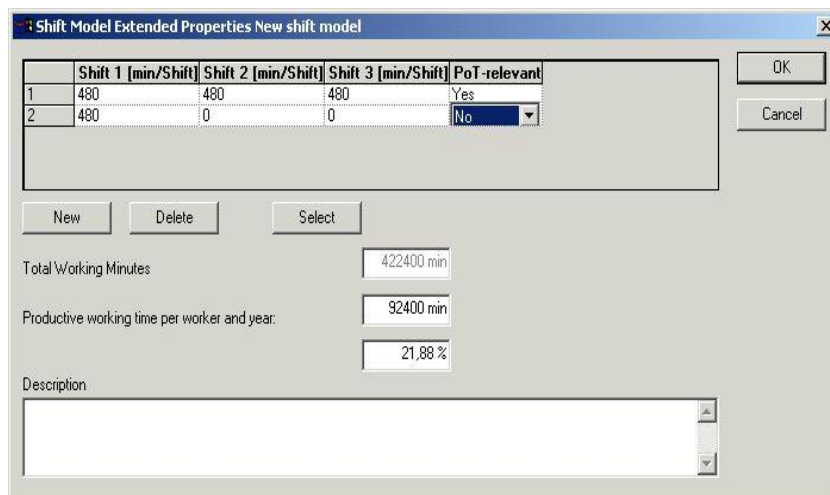 Shift Model Extended Properties New shift model
Shift 1 [min/Shift] Shift 2 [min/Shift] Shift 3 [min/Shift] PoT-relevant
1 480 480 480 Yes
2 480 0 0 No
OK
Cancel
New Delete Select
Total Working Minutes 422400 min
Productive working time per worker and year: 92400 min
21,88 %
Description